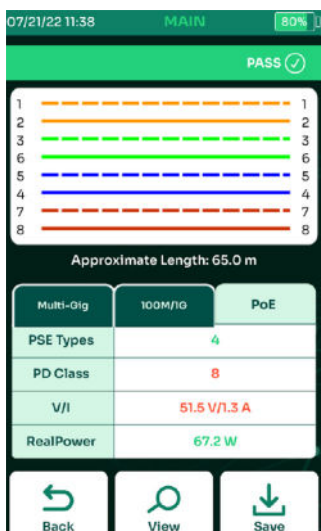 07/21/22 11:38 MAIN 80%
PASS
1 1
2 2
3 3
6 6
5 5
4 4
7 7
8 8
Approximate Length: 65.0 m
Multi-Gig 100M/1G PoE
PSE Types 4
PD Class 8
V/I 51.5 V/1.3 A
RealPower 67.2 W
Back View Save